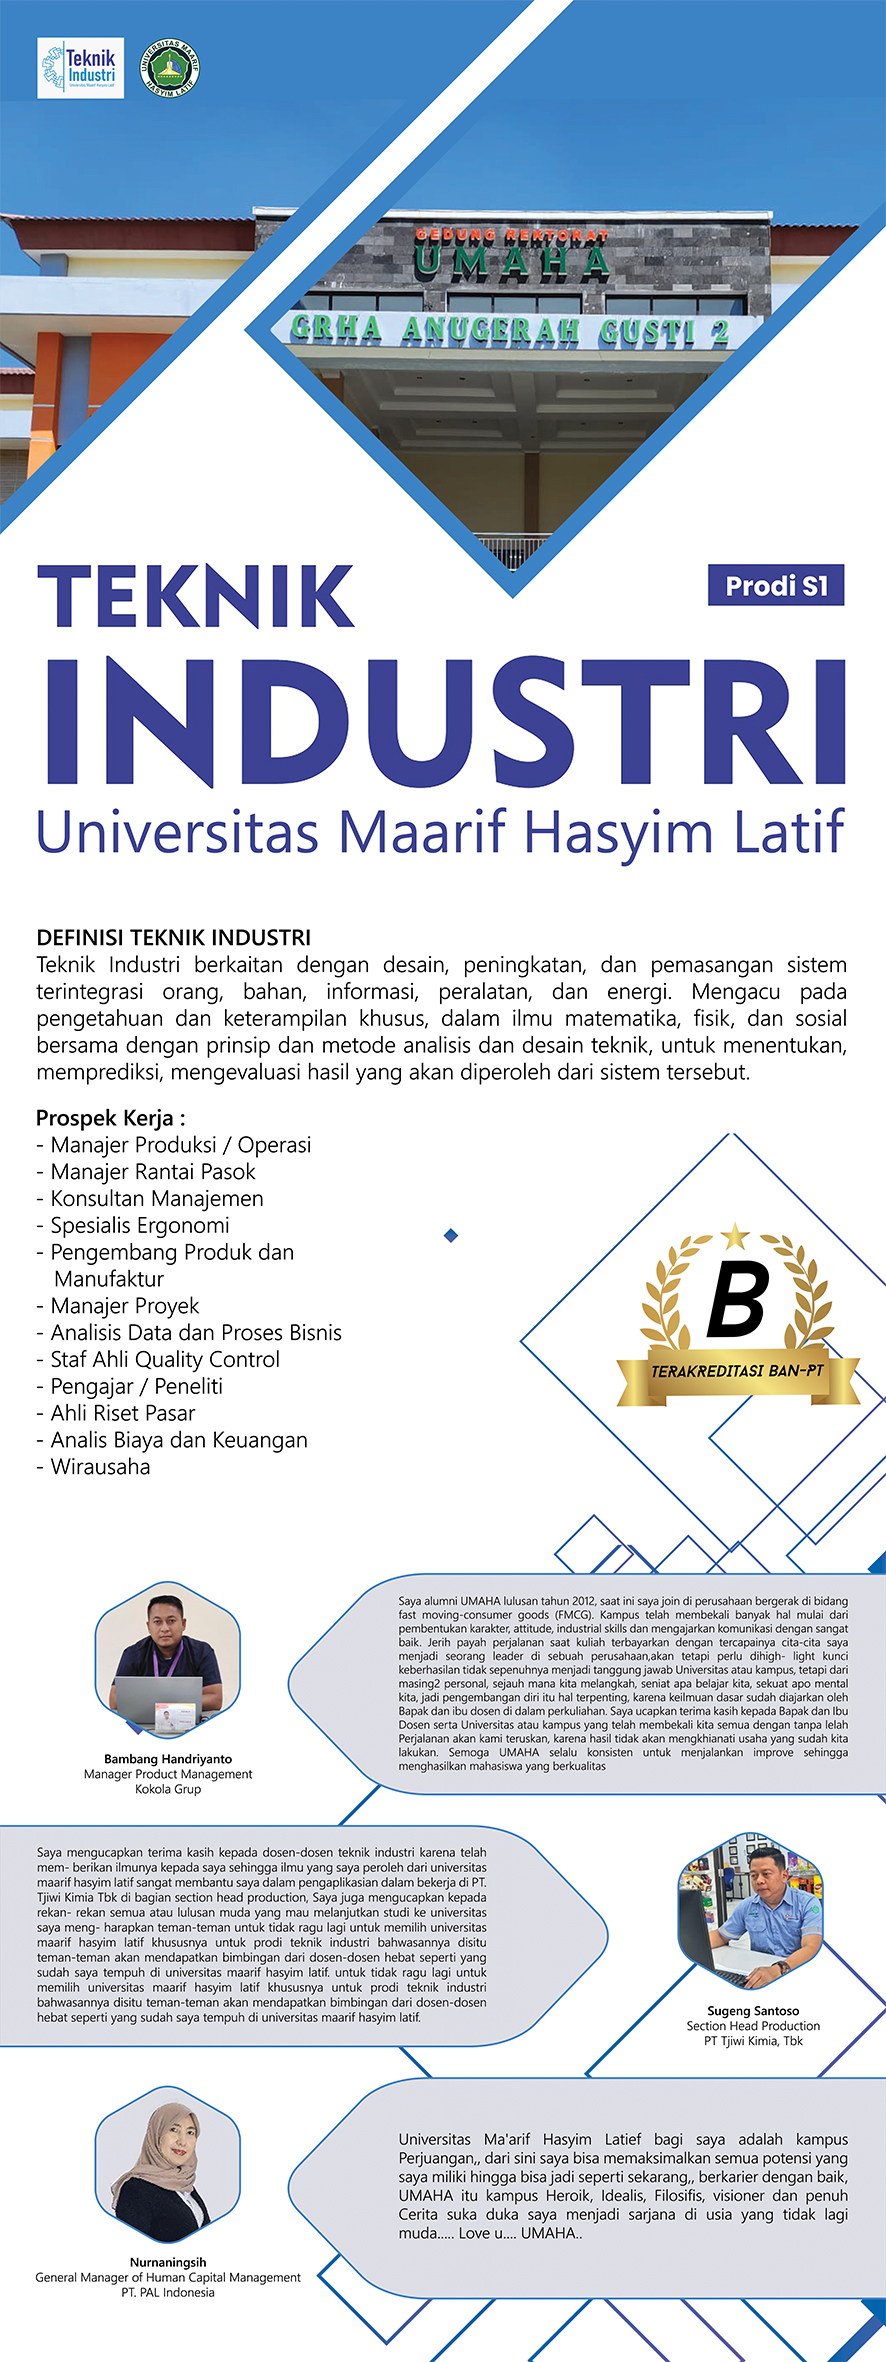 Teknik
Industri
Universitas Maarif Hasyim Latif
UNIVERSITAS MAARIF
HASYIM LATIF
GEDUNG REKTORAT
UMAHA
GRHA ANUGERAH GUSTI 2
TEKNIK
Prodi S1
INDUSTRI
Universitas Maarif Hasyim Latif
DEFINISI TEKNIK INDUSTRI
Teknik Industri berkaitan dengan desain, peningkatan, dan pemasangan sistem
terintegrasi orang, bahan, informasi, peralatan, dan energi. Mengacu pada
pengetahuan dan keterampilan khusus, dalam ilmu matematika, fisik, dan sosial
bersama dengan prinsip dan metode analisis dan desain teknik, untuk menentukan,
memprediksi, mengevaluasi hasil yang akan diperoleh dari sistem tersebut.
Prospek Kerja :
- Manajer Produksi / Operasi
- Manajer Rantai Pasok
- Konsultan Manajemen
- Spesialis Ergonomi
- Pengembang Produk dan
Manufaktur
- Manajer Proyek
- Analisis Data dan Proses Bisnis
- Staf Ahli Quality Control
- Pengajar / Peneliti
- Ahli Riset Pasar
- Analis Biaya dan Keuangan
- Wirausaha
B
TERAKREDITASI BAN-PT
Saya alumni UMAHA lulusan tahun 2012, saat ini saya join di perusahaan bergerak di bidang
fast moving-consumer goods (FMCG). Kampus telah membekali banyak hal mulai dari
pembentukan karakter, attitude, industrial skills dan mengajarkan komunikasi dengan sangat
baik. Jerih payah perjalanan saat kuliah terbayarkan dengan tercapainya cita-cita saya
menjadi seorang leader di sebuah perusahaan,akan tetapi perlu dihigh- light kunci
keberhasilan tidak sepenuhnya menjadi tanggung jawab Universitas atau kampus, tetapi dari
masing2 personal, sejauh mana kita melangkah, seniat apa belajar kita, sekuat apo mental
kita, jadi pengembangan diri itu hal terpenting, karena keilmuan dasar sudah diajarkan oleh
Bapak dan ibu dosen di dalam perkuliahan. Saya ucapkan terima kasih kepada Bapak dan Ibu
Dosen serta Universitas atau kampus yang telah membekali kita semua dengan tanpa lelah
Perjalanan akan kami teruskan, karena hasil tidak akan mengkhianati usaha yang sudah kita
lakukan. Semoga UMAHA selalu konsisten untuk menjalankan improve sehingga
menghasilkan mahasiswa yang berkualitas
Bambang Handriyanto
Manager Product Management
Kokola Grup
Saya mengucapkan terima kasih kepada dosen-dosen teknik industri karena telah
mem- berikan ilmunya kepada saya sehingga ilmu yang saya peroleh dari universitas
maarif hasyim latif sangat membantu saya dalam pengaplikasian dalam bekerja di PT.
Tjiwi Kimia Tbk di bagian section head production, Saya juga mengucapkan kepada
rekan- rekan semua atau lulusan muda yang mau melanjutkan studi ke universitas
saya meng- harapkan teman-teman untuk tidak ragu lagi untuk memilih universitas
maarif hasyim latif khususnya untuk prodi teknik industri bahwasannya disitu
teman-teman akan mendapatkan bimbingan dari dosen-dosen hebat seperti yang
sudah saya tempuh di universitas maarif hasyim latif. untuk tidak ragu lagi untuk
memilih universitas maarif hasyim latif khususnya untuk prodi teknik industri
bahwasannya disitu teman-teman akan mendapatkan bimbingan dari dosen-dosen
hebat seperti yang sudah saya tempuh di universitas maarif hasyim latif.
Sugeng Santoso
Section Head Production
PT Tjiwi Kimia, Tbk
Universitas Ma'arif Hasyim Latief bagi saya adalah kampus
Perjuangan,, dari sini saya bisa memaksimalkan semua potensi yang
saya miliki hingga bisa jadi seperti sekarang,, berkarier dengan baik,
UMAHA itu kampus Heroik, Idealis, Filosifis, visioner dan penuh
Cerita suka duka saya menjadi sarjana di usia yang tidak lagi
muda..... Love u.... UMAHA..
Nurnaningsih
General Manager of Human Capital Management
PT. PAL Indonesia